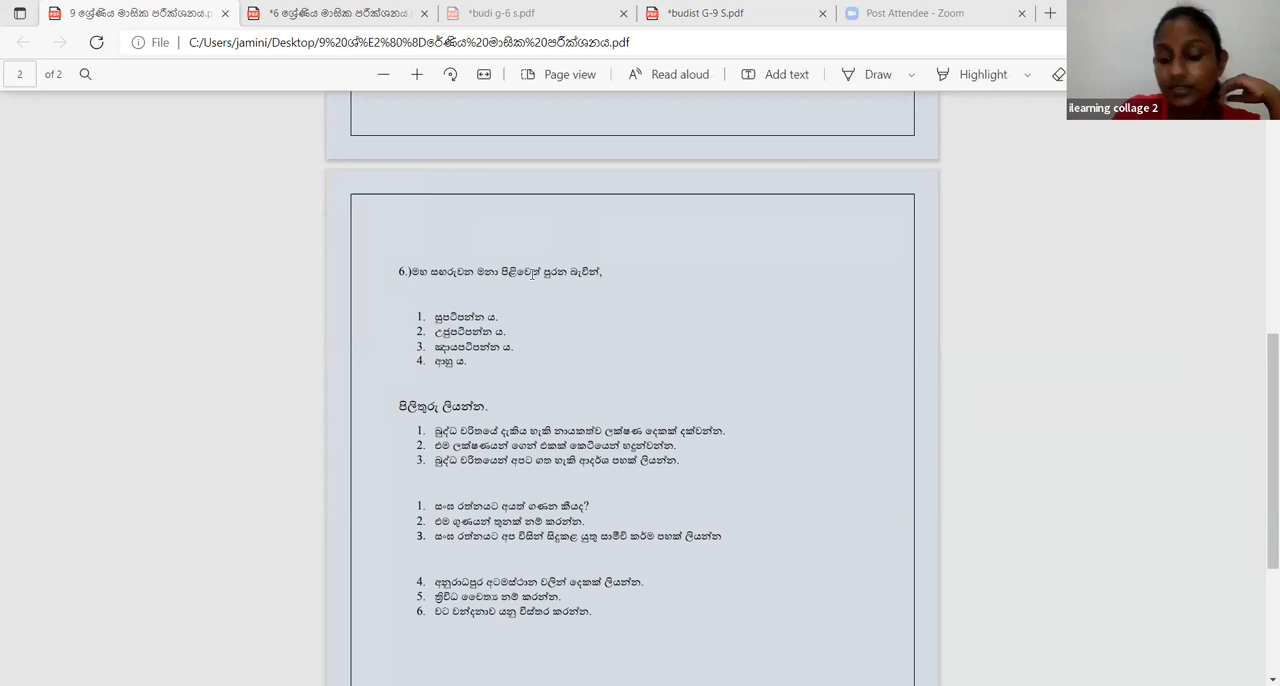 9 ශ්‍රේණිය මාසික පරීක්ශනය.p
*6 ශ්‍රේණිය මාසික පරීක්ශනය.
*budi g-6 s.pdf
*budist G-9 S.pdf
Post Attendee - Zoom
File C:/Users/jamini/Desktop/9%20ශ්%E2%80%8Dරේණිය%20මාසික%20පරීක්ශනය.pdf
2 of 2 Page view Read aloud Add text Draw Highlight
ilearning collage 2
6.)මහ සඟරුවන මනා පිළිවෙත් පුරන බැවින්,
1. සුපටිපන්න ය.
2. උජුපටිපන්න ය.
3. ඤායපටිපන්න ය.
4. ආහු ය.
පිලිතුරු ලියන්න.
1. බුද්ධ චරිතයේ දැකිය හැකි නායකත්ව ලක්ෂණ දෙකක් දක්වන්න.
2. එම ලක්ෂණයන් ගෙන් එකක් කෙටියෙන් හදුන්වන්න.
3. බුද්ධ චරිතයෙන් අපට ගත හැකි ආදර්ශ පහක් ලියන්න.
1. සංඝ රත්නයට අයත් ගණන කීයද?
2. එම ගුණයන් තුනක් නම් කරන්න.
3. සංඝ රත්නයට අප විසින් සිදුකළ යුතු සාමීචි කර්ම පහක් ලියන්න
4. අනුරාධපුර අටමස්ථාන වලින් දෙකක් ලියන්න.
5. ත්‍රිවිධ චෛත්‍ය නම් කරන්න.
6. වට වන්දනාව යනු විස්තර කරන්න.